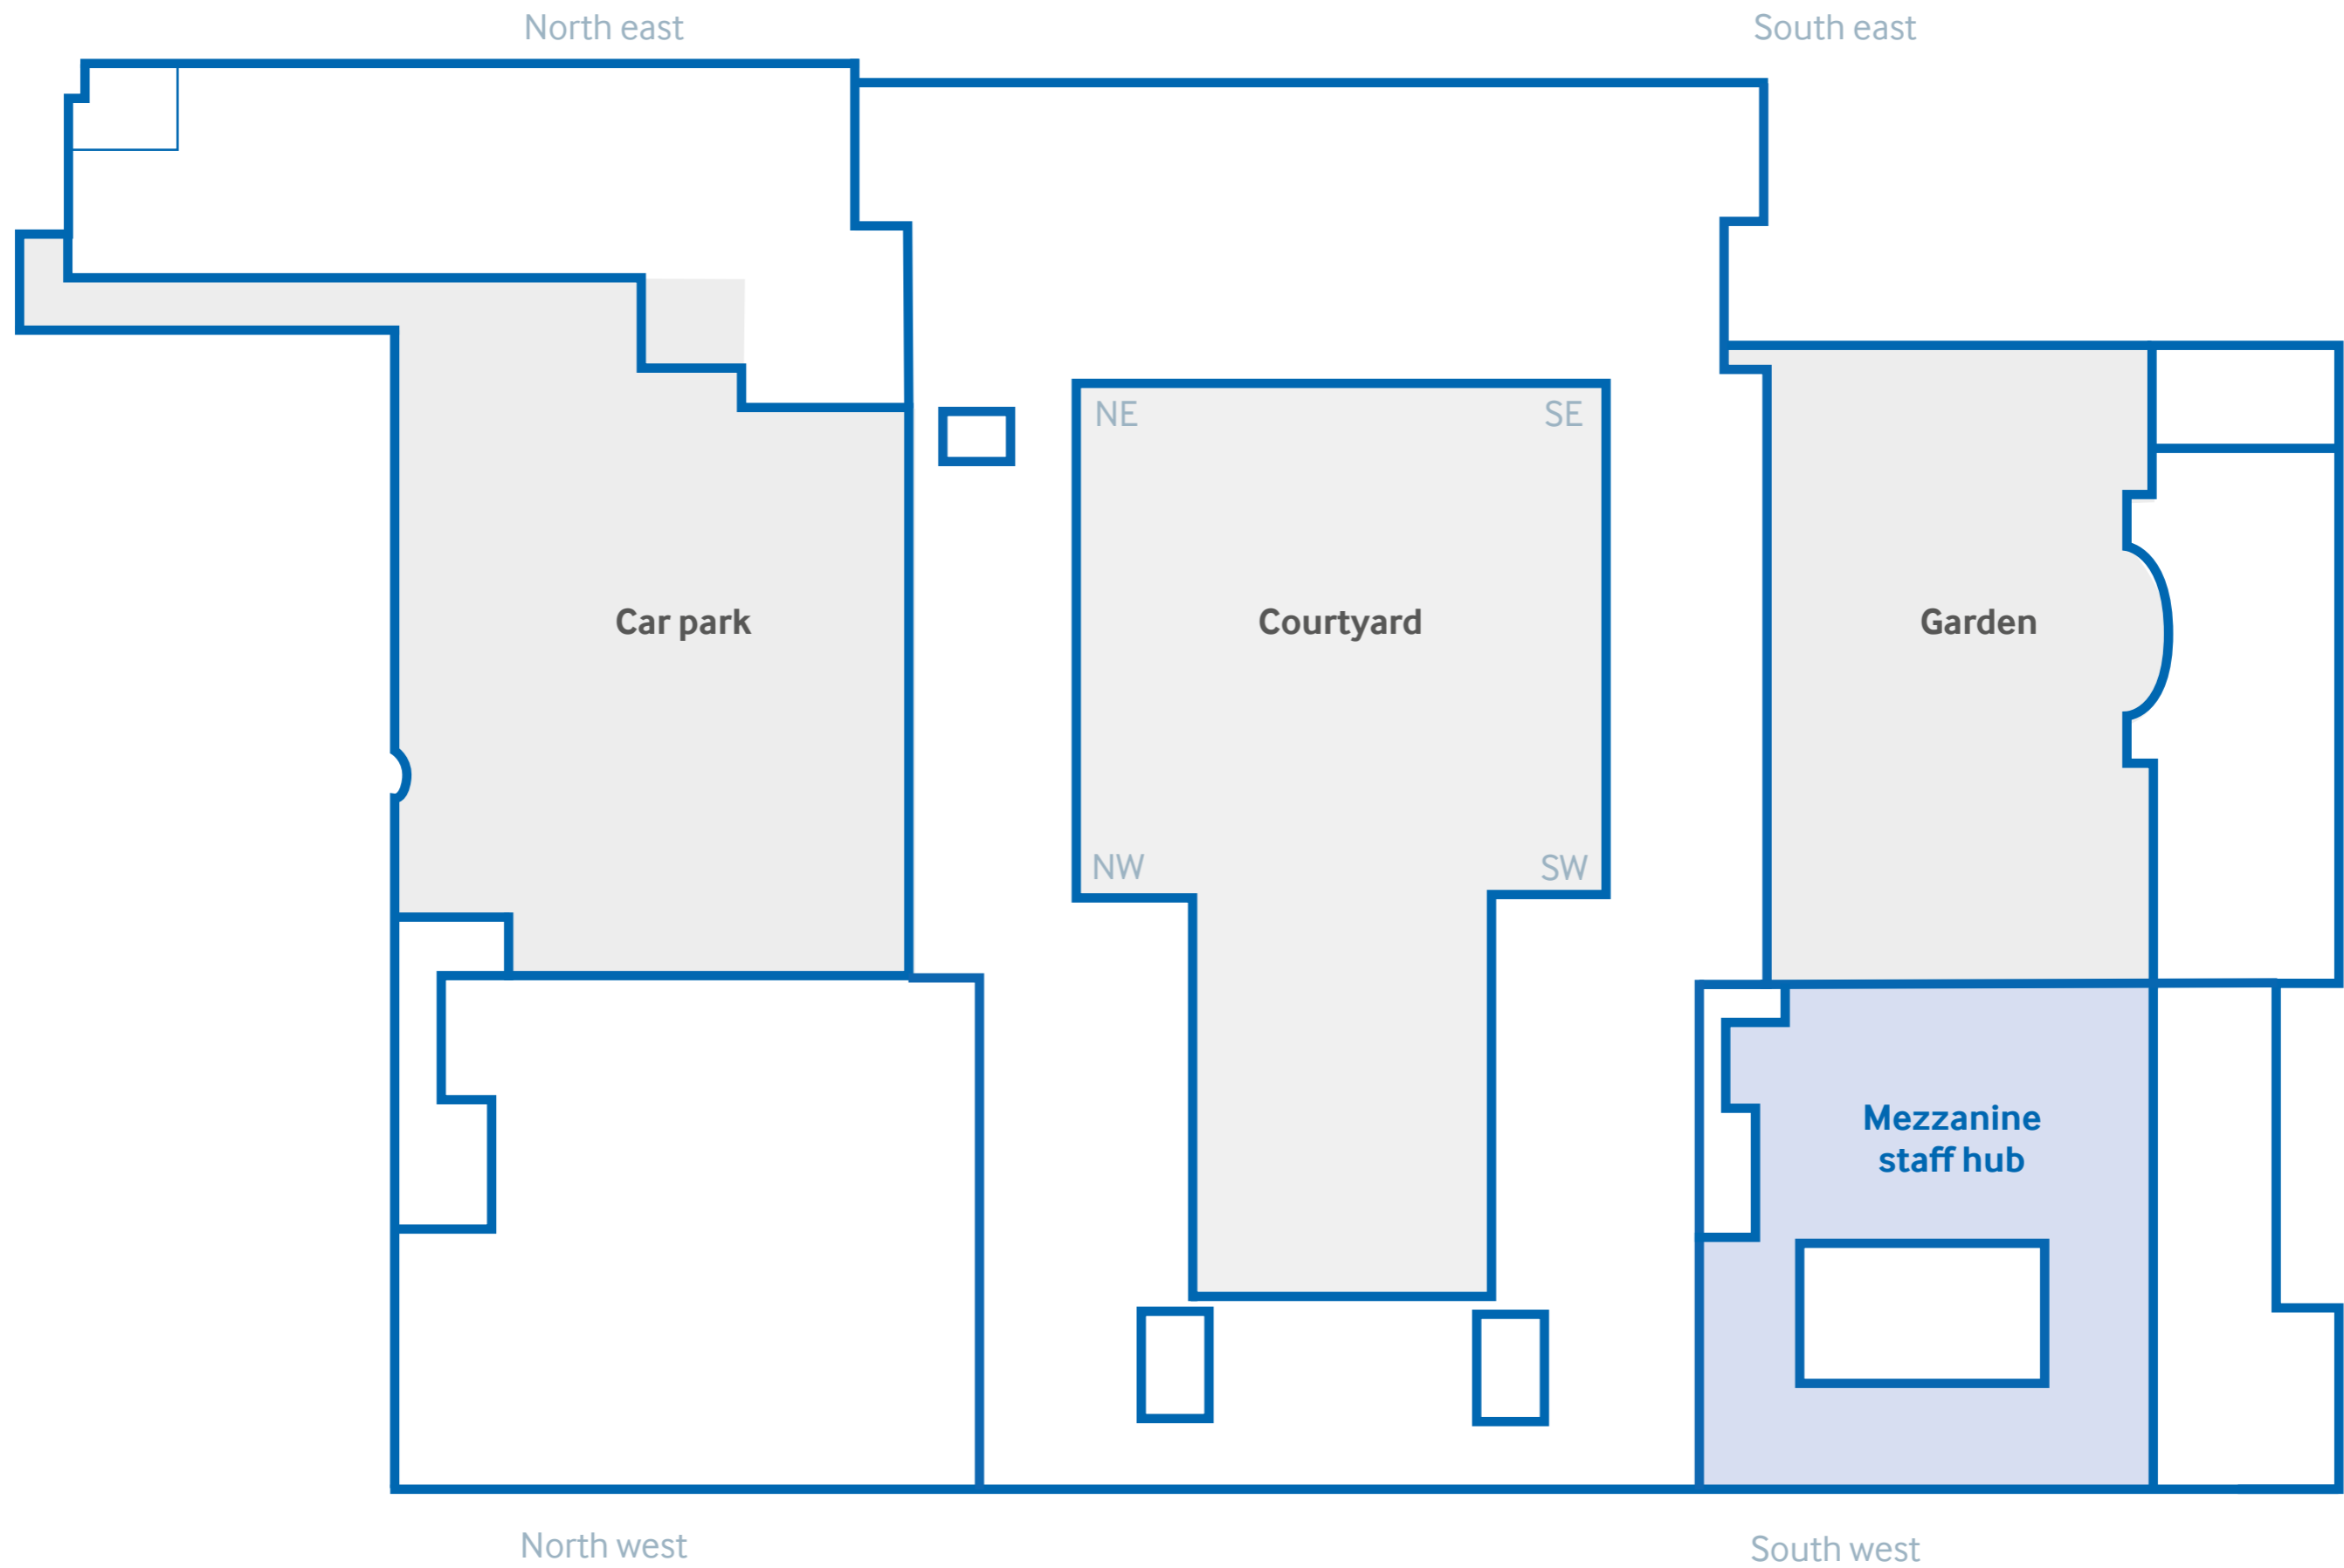 North east
South east
NE
SE
Car park
Courtyard
Garden
NW
SW
Mezzanine
staff hub
North west
South west